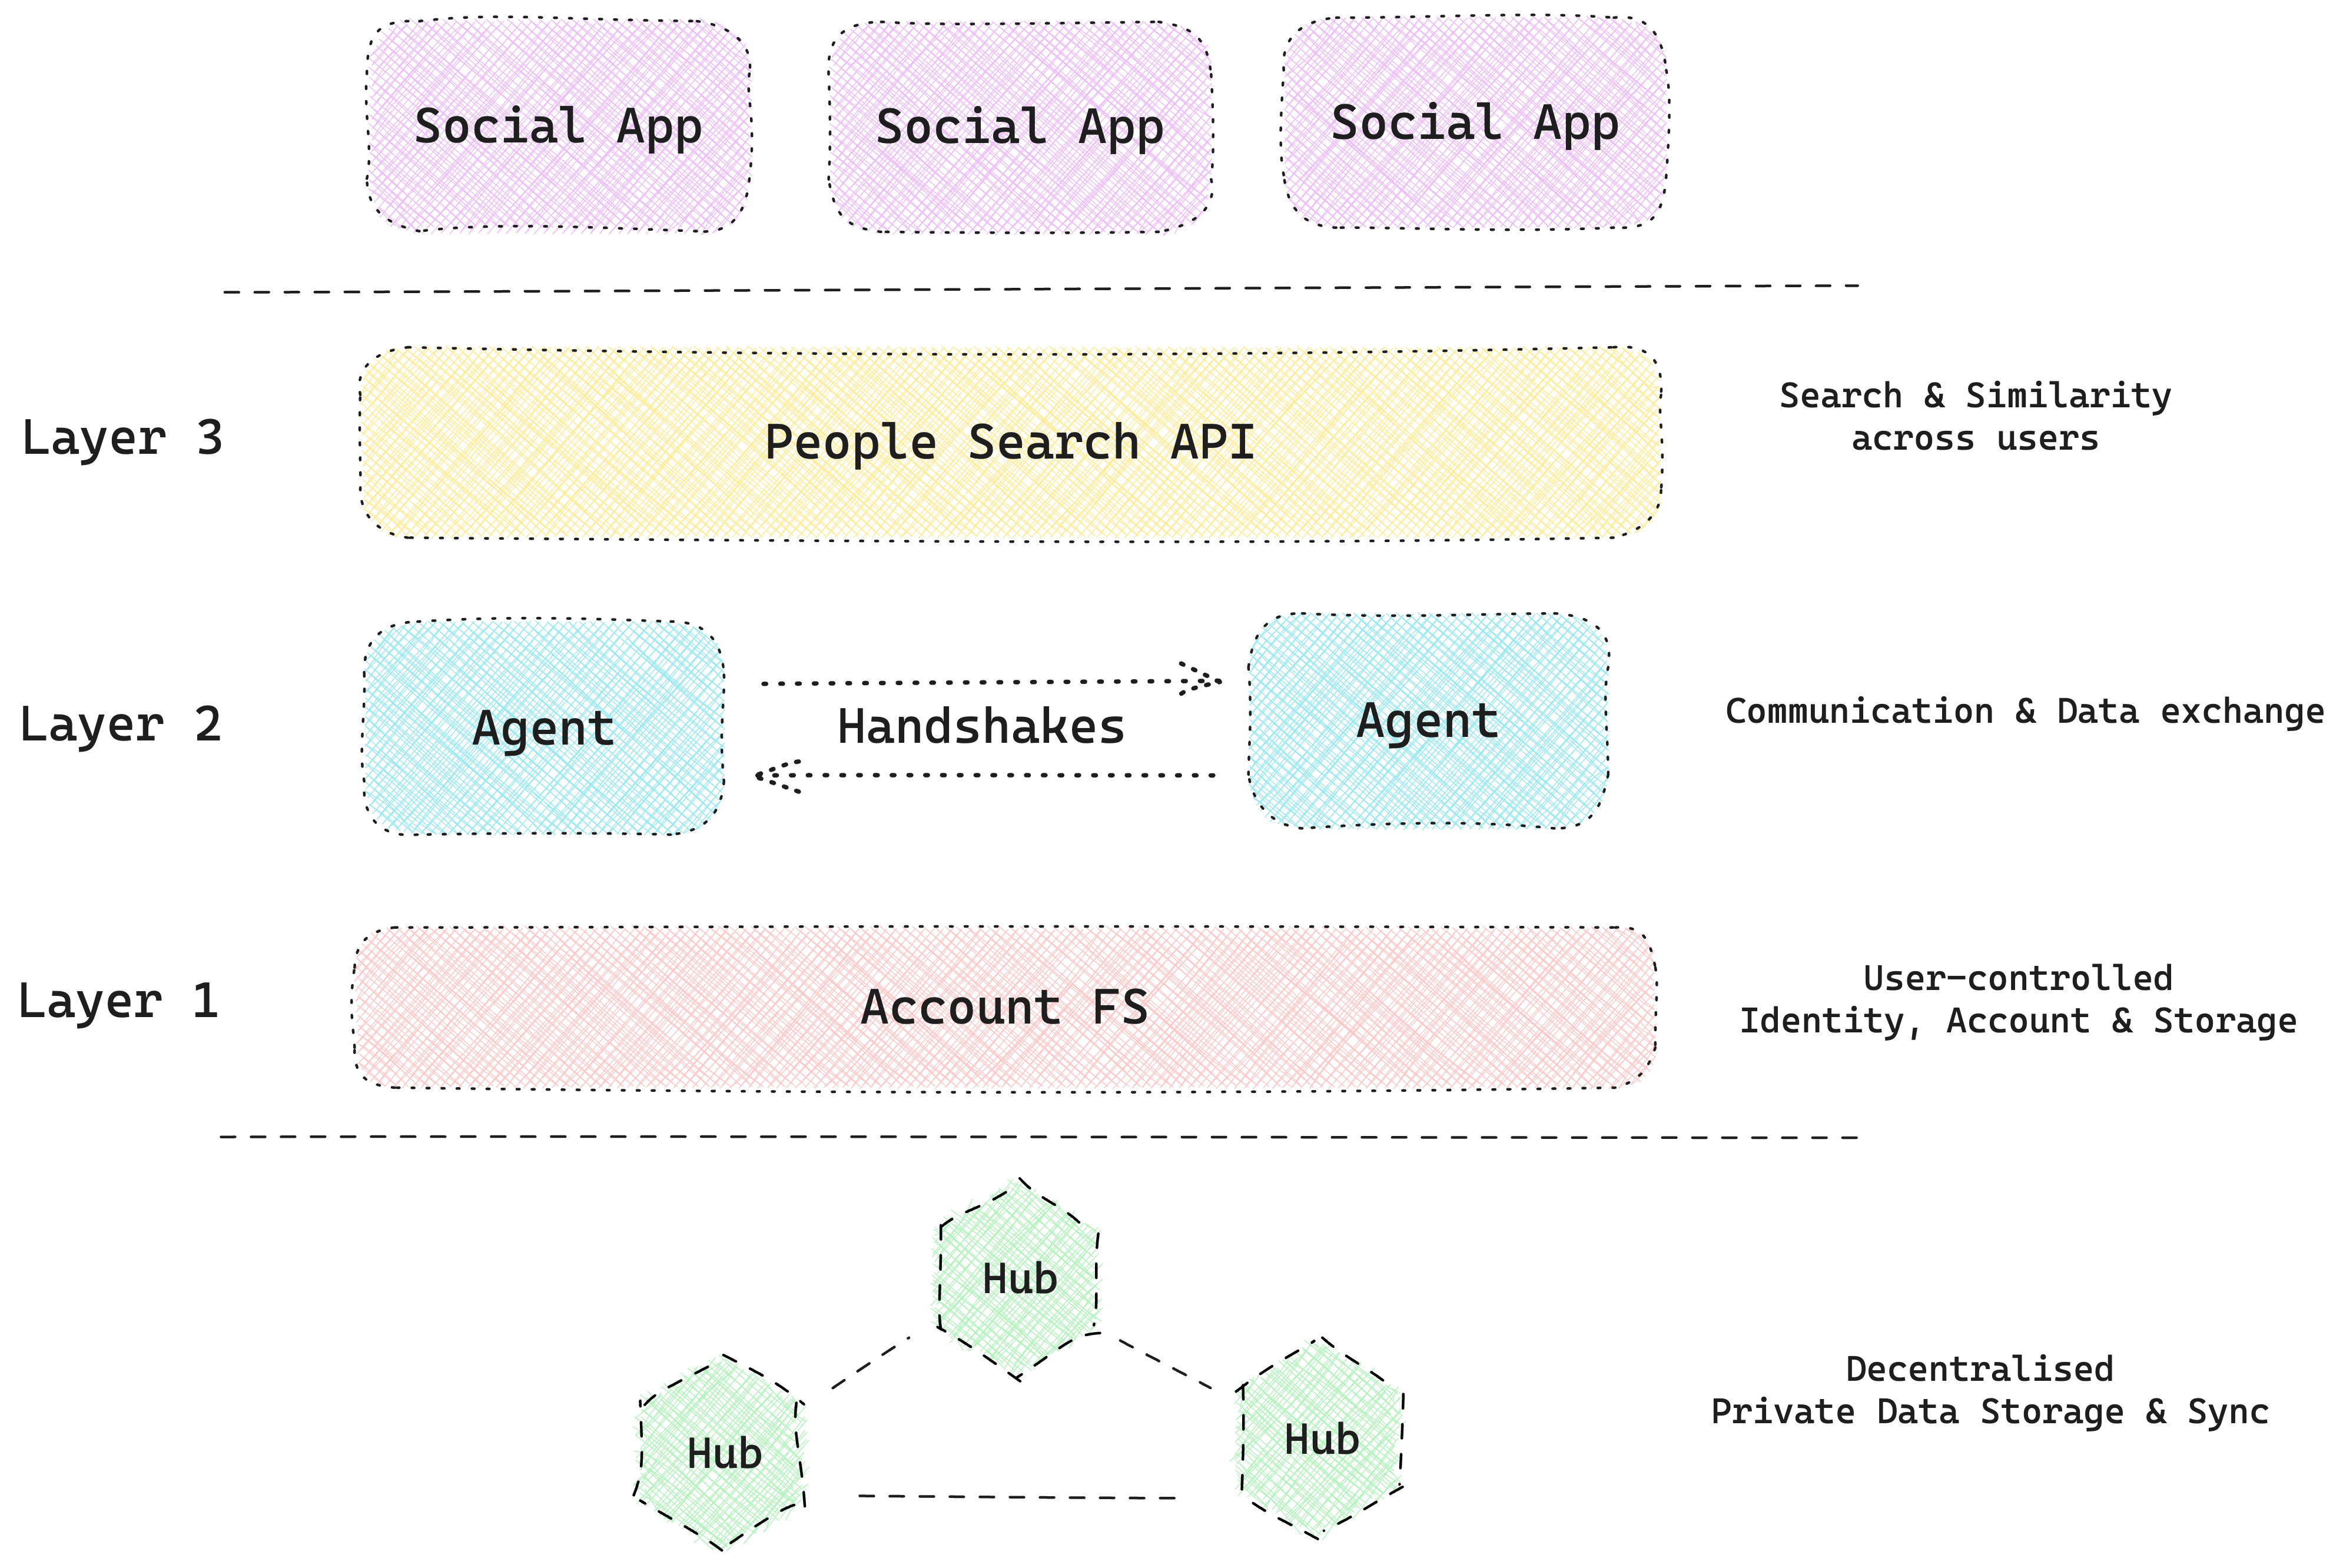 Social App
Social App
Social App
Layer 3
People Search API
Search & Similarity
across users
Layer 2
Agent
Handshakes
Agent
Communication & Data exchange
Layer 1
Account FS
User-controlled
Identity, Account & Storage
Hub
Hub
Hub
Decentralised
Private Data Storage & Sync